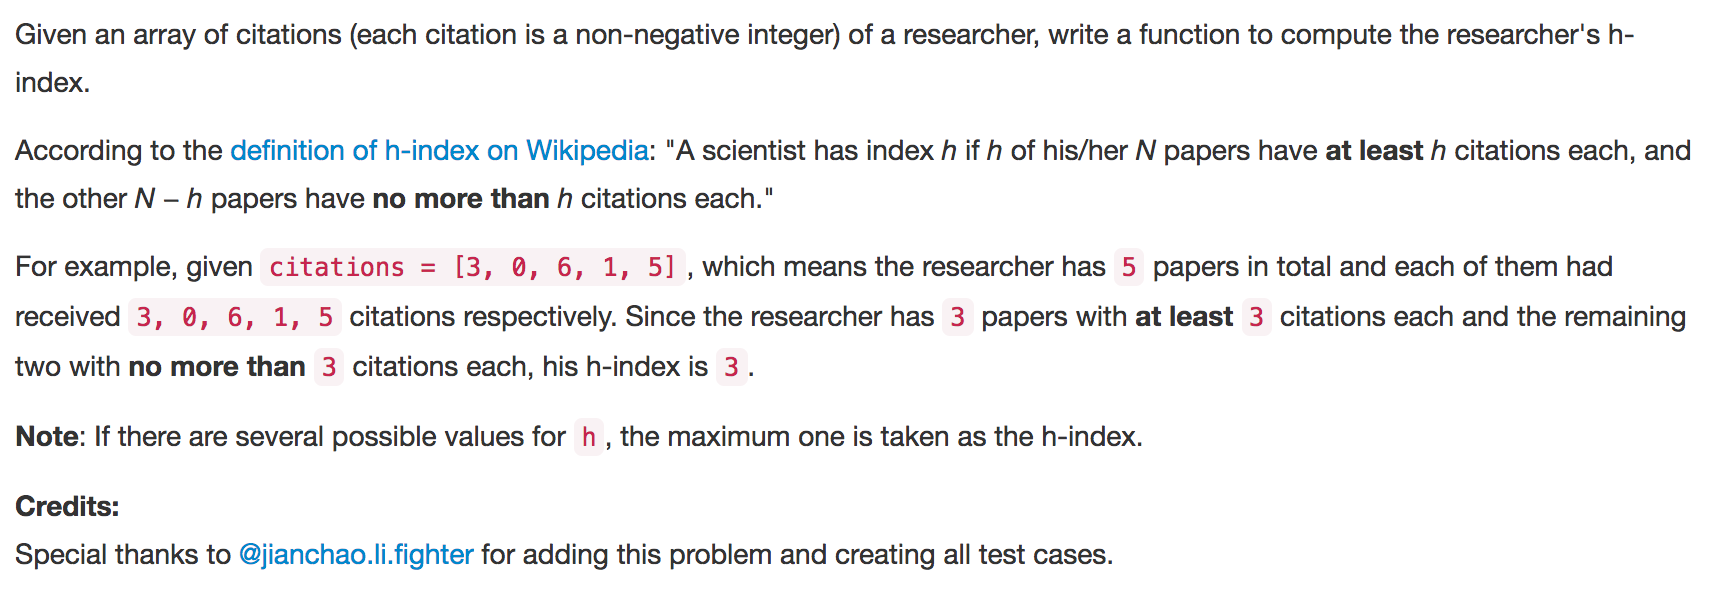 Given an array of citations (each citation is a non-negative integer) of a researcher, write a function to compute the researcher's h-
index.
According to the definition of h-index on Wikipedia: "A scientist has index h if h of his/her N papers have at least h citations each, and
the other N − h papers have no more than h citations each."
For example, given citations = [3, 0, 6, 1, 5] , which means the researcher has 5 papers in total and each of them had
received 3, 0, 6, 1, 5 citations respectively. Since the researcher has 3 papers with at least 3 citations each and the remaining
two with no more than 3 citations each, his h-index is 3 .
Note: If there are several possible values for h , the maximum one is taken as the h-index.
Credits:
Special thanks to @jianchao.li.fighter for adding this problem and creating all test cases.